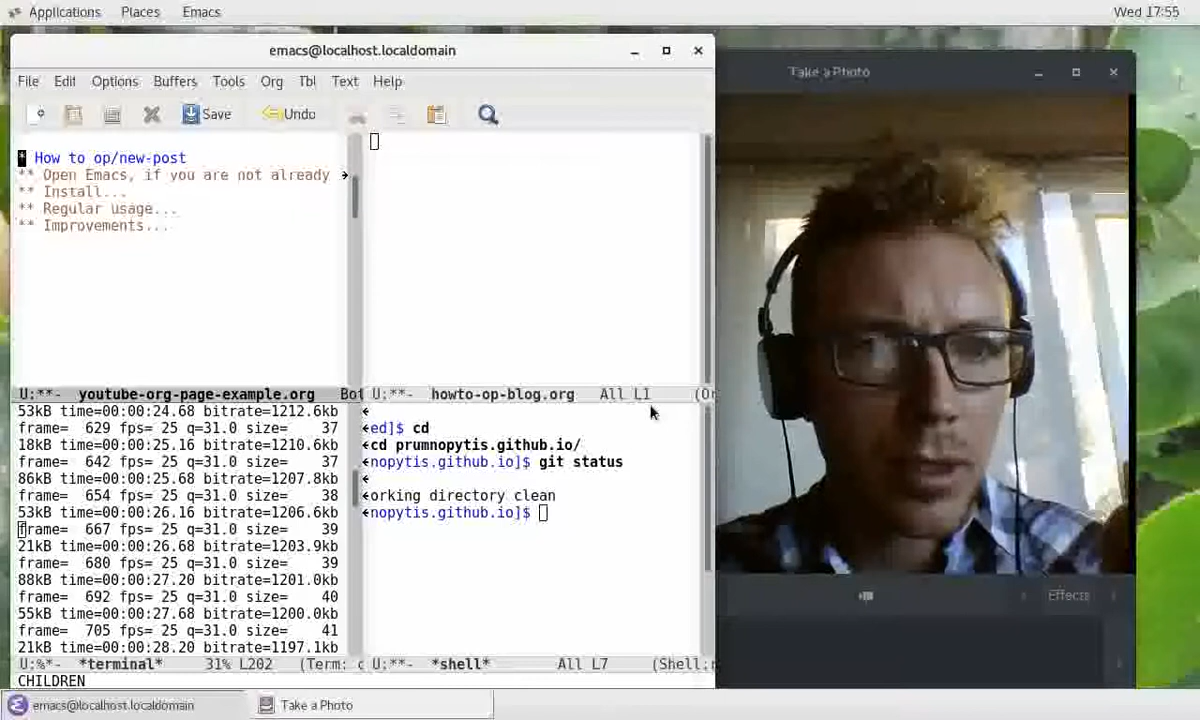 Applications Places Emacs Wed 17:55
emacs@localhost.localdomain
Take a Photo
File Edit Options Buffers Tools Org Tbl Text Help
Save Undo
* How to op/new-post
** Open Emacs, if you are not already
** Install...
** Regular usage...
** Improvements...
U:**- youtube-org-page-example.org Bot
U:**- howto-op-blog.org All L1 (Or
53kB time=00:00:24.68 bitrate=1212.6kb
frame= 629 fps= 25 q=31.0 size= 37
18kB time=00:00:25.16 bitrate=1210.6kb
frame= 642 fps= 25 q=31.0 size= 37
86kB time=00:00:25.68 bitrate=1207.8kb
frame= 654 fps= 25 q=31.0 size= 38
53kB time=00:00:26.16 bitrate=1206.6kb
frame= 667 fps= 25 q=31.0 size= 39
21kB time=00:00:26.68 bitrate=1203.9kb
frame= 680 fps= 25 q=31.0 size= 39
88kB time=00:00:27.20 bitrate=1201.0kb
frame= 692 fps= 25 q=31.0 size= 40
55kB time=00:00:27.68 bitrate=1200.0kb
frame= 705 fps= 25 q=31.0 size= 41
21kB time=00:00:28.20 bitrate=1197.1kb
U:%*- *terminal* 31% L202 (Term: c
ed]$ cd
cd prumnopytis.github.io/
nopytis.github.io]$ git status
orking directory clean
nopytis.github.io]$
U:**- *shell* All L7 (Shell:r
Effects
CHILDREN
emacs@localhost.localdomain
Take a Photo